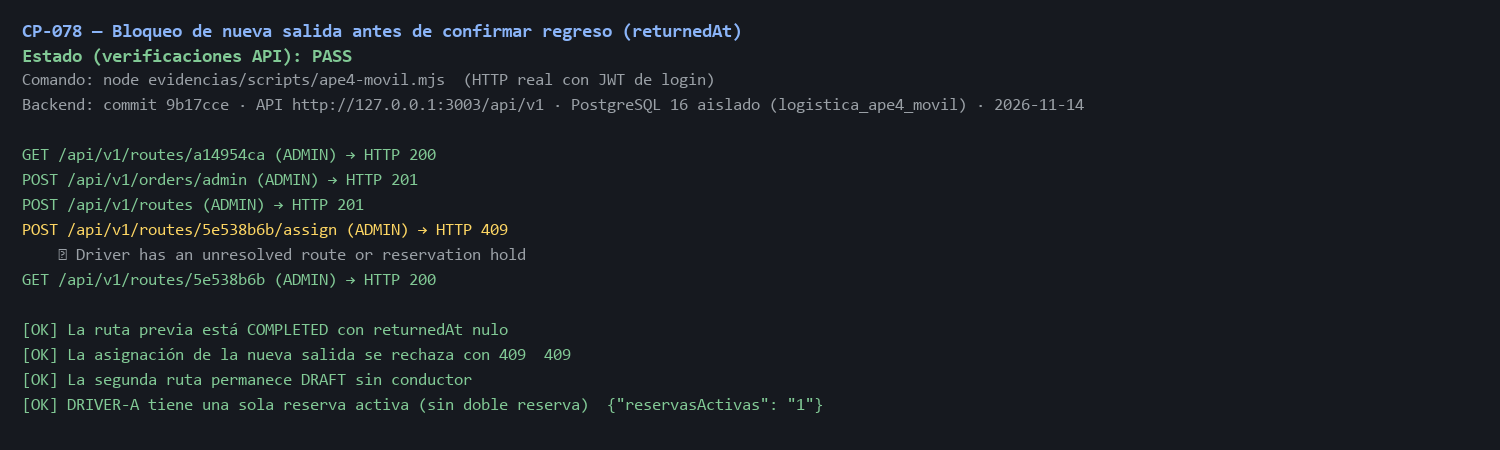 CP-078 — Bloqueo de nueva salida antes de confirmar regreso (returnedAt)
Estado (verificaciones API): PASS
Comando: node evidencias/scripts/ape4-movil.mjs  (HTTP real con JWT de login)
Backend: commit 9b17cce · API http://127.0.0.1:3003/api/v1 · PostgreSQL 16 aislado (logistica_ape4_movil) · 2026-11-14
GET /api/v1/routes/a14954ca (ADMIN) → HTTP 200
POST /api/v1/orders/admin (ADMIN) → HTTP 201
POST /api/v1/routes (ADMIN) → HTTP 201
POST /api/v1/routes/5e538b6b/assign (ADMIN) → HTTP 409
Driver has an unresolved route or reservation hold
GET /api/v1/routes/5e538b6b (ADMIN) → HTTP 200
[OK] La ruta previa está COMPLETED con returnedAt nulo
[OK] La asignación de la nueva salida se rechaza con 409  409
[OK] La segunda ruta permanece DRAFT sin conductor
[OK] DRIVER-A tiene una sola reserva activa (sin doble reserva)  {"reservasActivas": "1"}